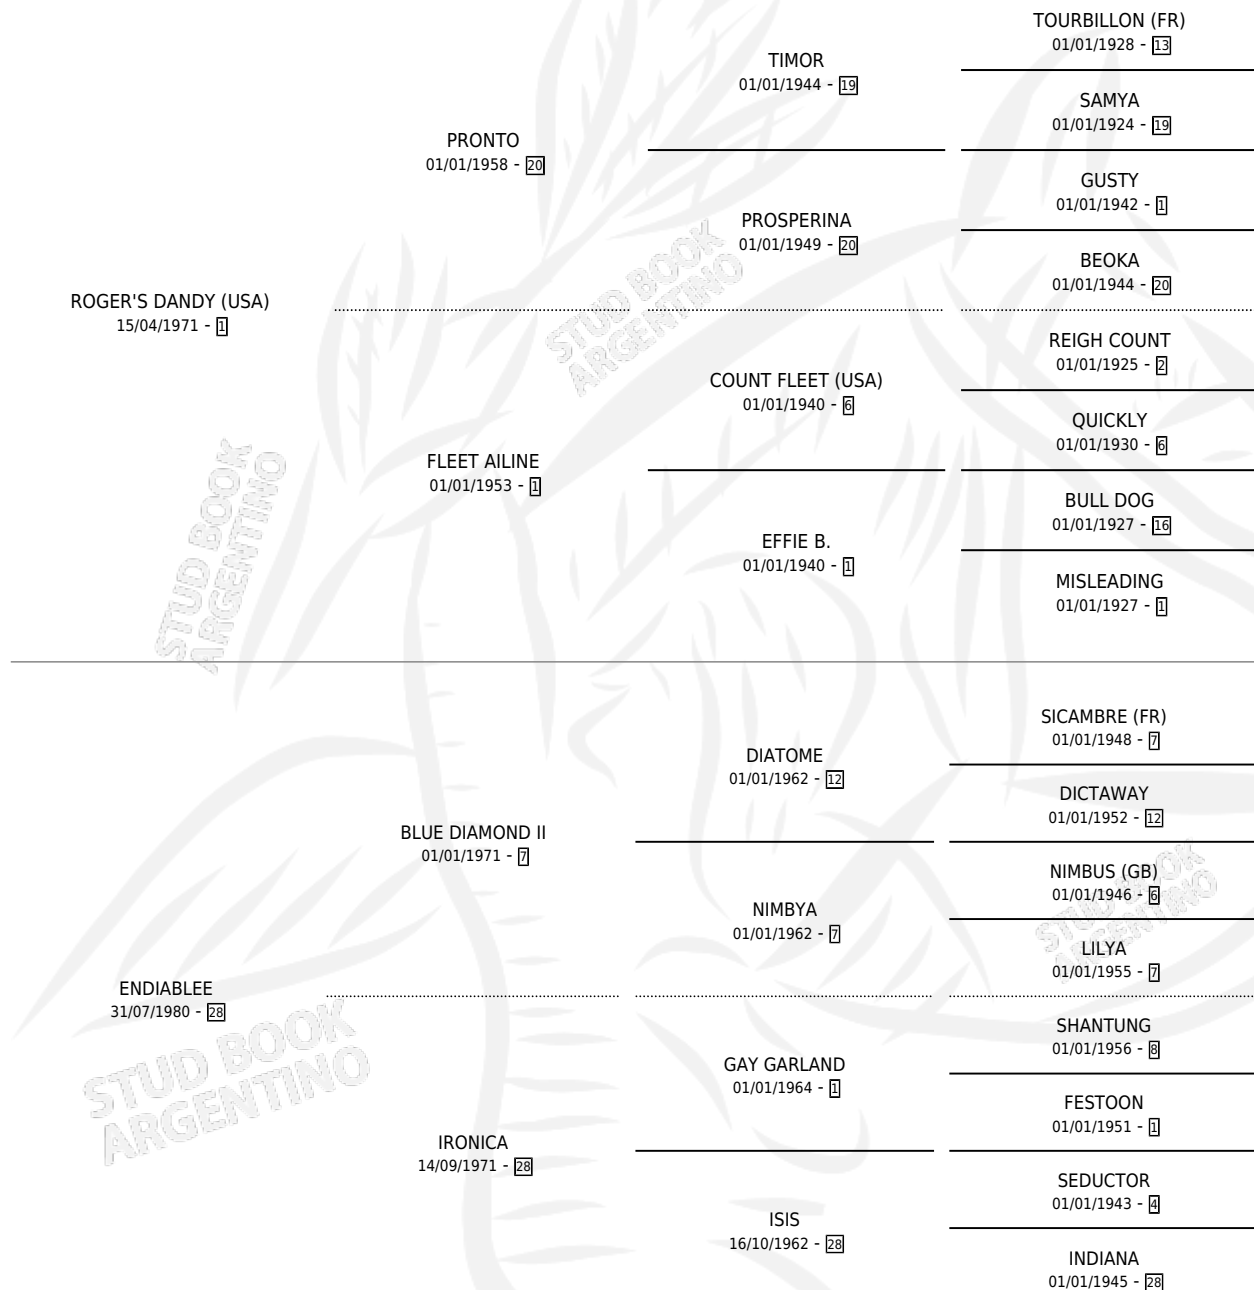 TOURBILLON (FR)
01/01/1928 - 13
TIMOR
01/01/1944 - 19
SAMYA
01/01/1924 - 19
PRONTO
01/01/1958 - 20
GUSTY
01/01/1942 - 1
PROSPERINA
01/01/1949 - 20
BEOKA
01/01/1944 - 20
ROGER'S DANDY (USA)
15/04/1971 - 1
REIGH COUNT
01/01/1925 - 2
COUNT FLEET (USA)
01/01/1940 - 6
QUICKLY
01/01/1930 - 6
FLEET AILINE
01/01/1953 - 1
BULL DOG
01/01/1927 - 16
EFFIE B.
01/01/1940 - 1
MISLEADING
01/01/1927 - 1
STUD BOOK
ARGENTINO
STUD BOOK
ARGENTINO
SICAMBRE (FR)
01/01/1948 - 7
DIATOME
01/01/1962 - 12
DICTAWAY
01/01/1952 - 12
BLUE DIAMOND II
01/01/1971 - 7
NIMBUS (GB)
01/01/1946 - 6
NIMBYA
01/01/1962 - 7
LILYA
01/01/1955 - 7
STUD BOOK
ARGENTINO
ENDIABLEE
31/07/1980 - 28
SHANTUNG
01/01/1956 - 8
GAY GARLAND
01/01/1964 - 1
FESTOON
01/01/1951 - 1
IRONICA
14/09/1971 - 28
SEDUCTOR
01/01/1943 - 4
ISIS
16/10/1962 - 28
INDIANA
01/01/1945 - 28
STUD BOOK
ARGENTINO